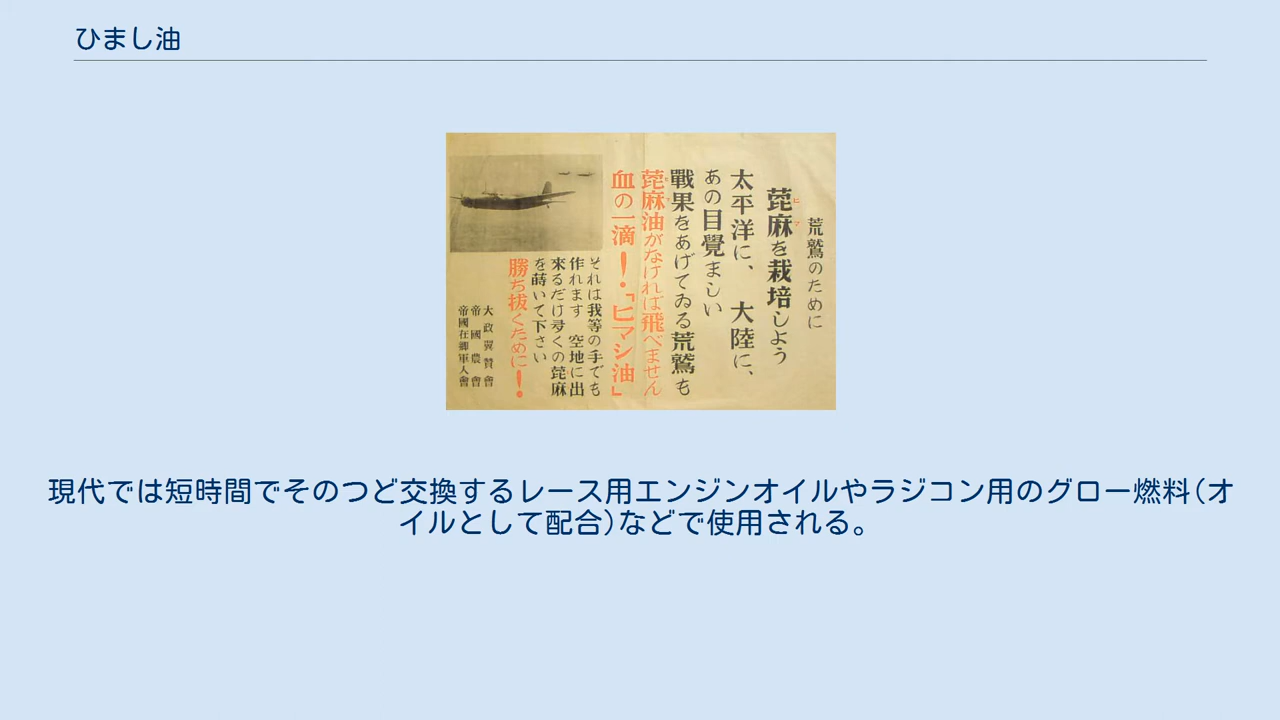 ひまし油
荒鷲のために
蓖麻を栽培しよう
ヒマ
太平洋に、大陸に、
あの目覺ましい
戰果をあげてゐる荒鷲も
蓖麻油がなければ飛べません
血の一滴！・「ヒマシ油」
それは我等の手でも
作れます 空地に出
來るだけ多くの蓖麻
を蒔いて下さい
勝ち拔くために！
大政翼贊會
帝國農會
帝國在鄕軍人會
現代では短時間でそのつど交換するレース用エンジンオイルやラジコン用のグロー燃料(オ
イルとして配合)などで使用される。